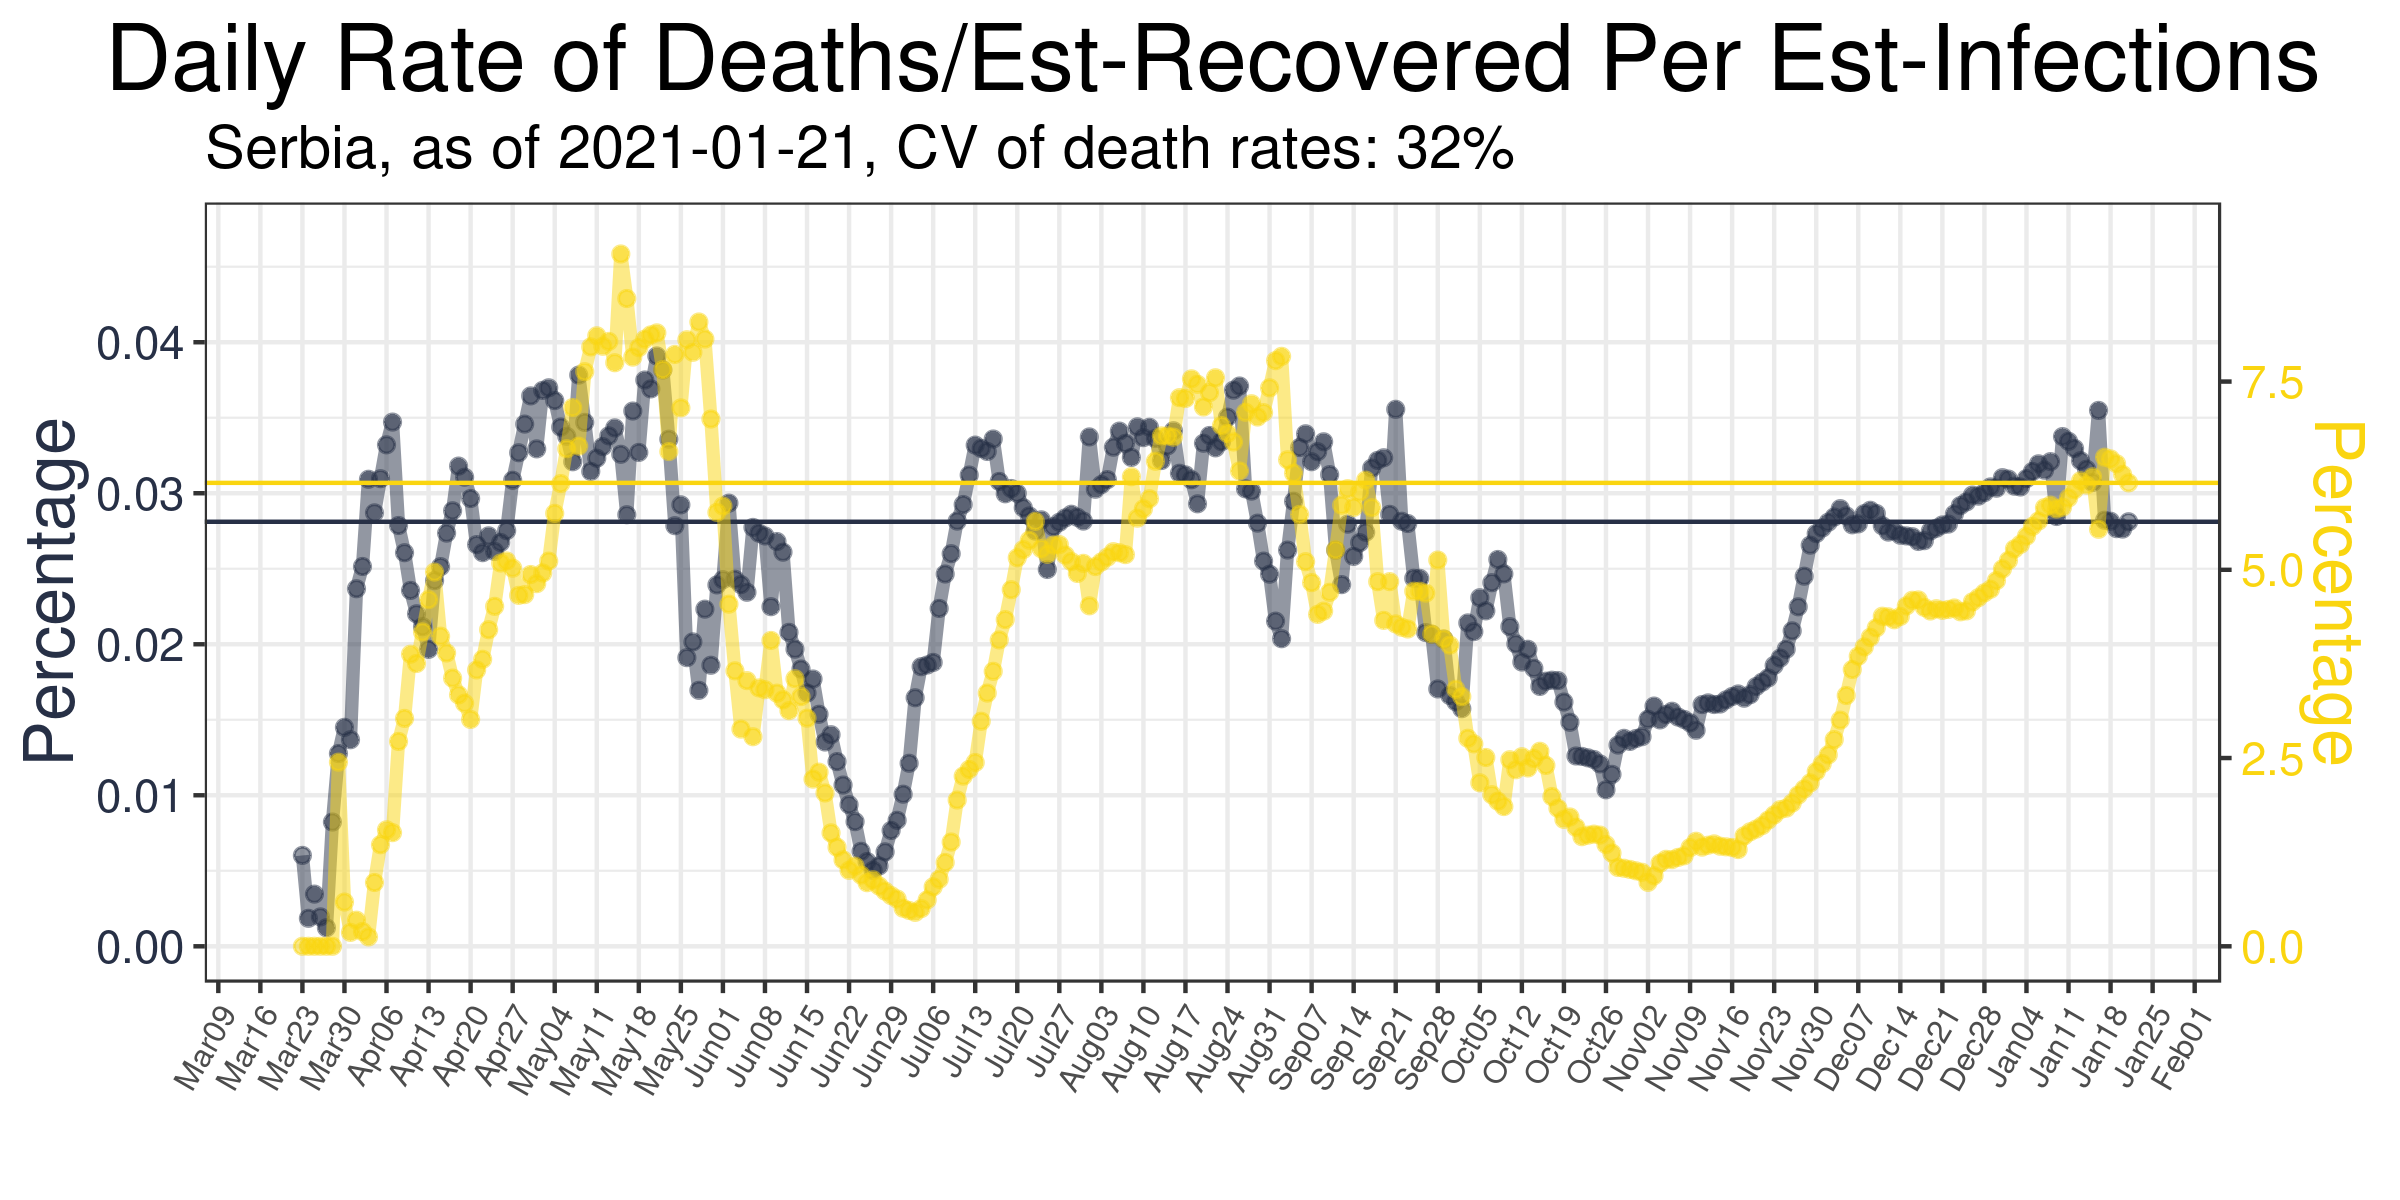 Daily Rate of Deaths/Est-Recovered Per Est-Infections
Serbia, as of 2021-01-21, CV of death rates: 32%
Percentage
0.04
0.03
0.02
0.01
0.00
7.5
5.0
2.5
0.0
Percentage
Mar09 Mar16 Mar23 Mar30 Apr06 Apr13 Apr20 Apr27 May04 May11 May18 May25 Jun01 Jun08 Jun15 Jun22 Jun29 Jul06 Jul13 Jul20 Jul27 Aug03 Aug10 Aug17 Aug24 Aug31 Sep07 Sep14 Sep21 Sep28 Oct05 Oct12 Oct19 Oct26 Nov02 Nov09 Nov16 Nov23 Nov30 Dec07 Dec14 Dec21 Dec28 Jan04 Jan11 Jan18 Jan25 Feb01